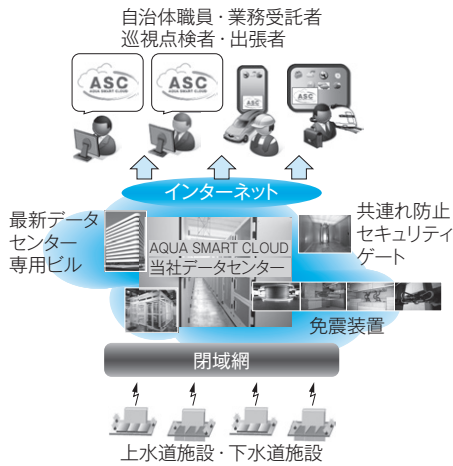 自治体職員・業務受託者
巡視点検者・出張者
ASC
AQUA SMART CLOUD
ASC
AQUA SMART CLOUD
ASC
ASC
インターネット
最新データ
センター
専用ビル
AQUA SMART CLOUD
当社データセンター
共連れ防止
セキュリティ
ゲート
免震装置
閉域網
上水道施設・下水道施設